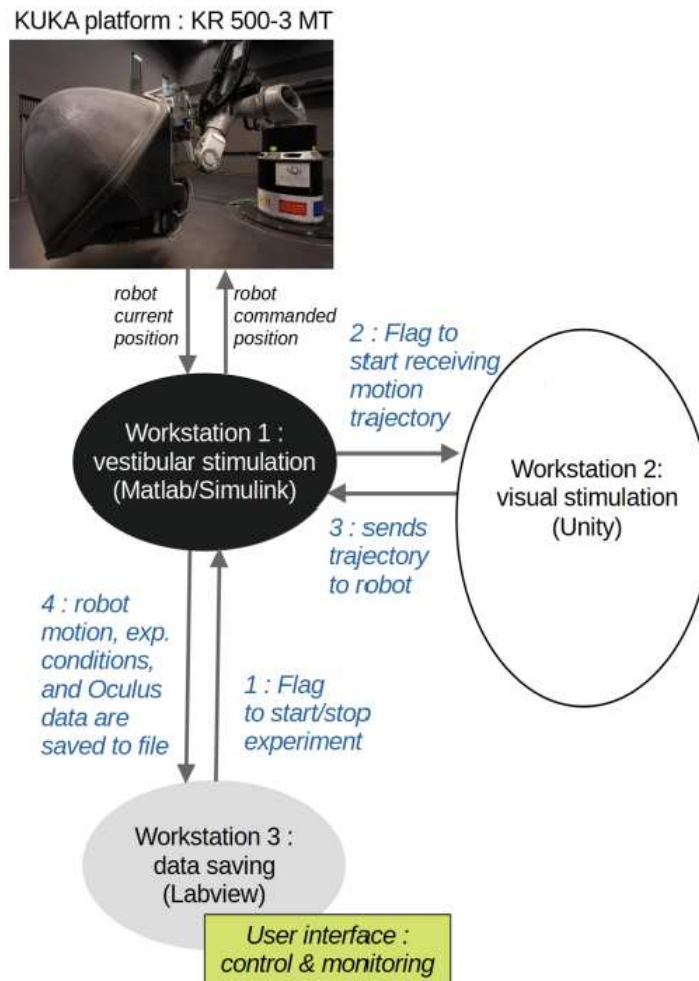 KUKA platform : KR 500-3 MT
robot
current
position
robot
commanded
position
2 : Flag to
start receiving
motion
trajectory
Workstation 1 :
vestibular stimulation
(Matlab/Simulink)
Workstation 2:
visual stimulation
(Unity)
3 : sends
trajectory
to robot
4 : robot
motion, exp.
conditions,
and Oculus
data are
saved to file
1 : Flag
to start/stop
experiment
Workstation 3 :
data saving
(Labview)
User interface :
control & monitoring